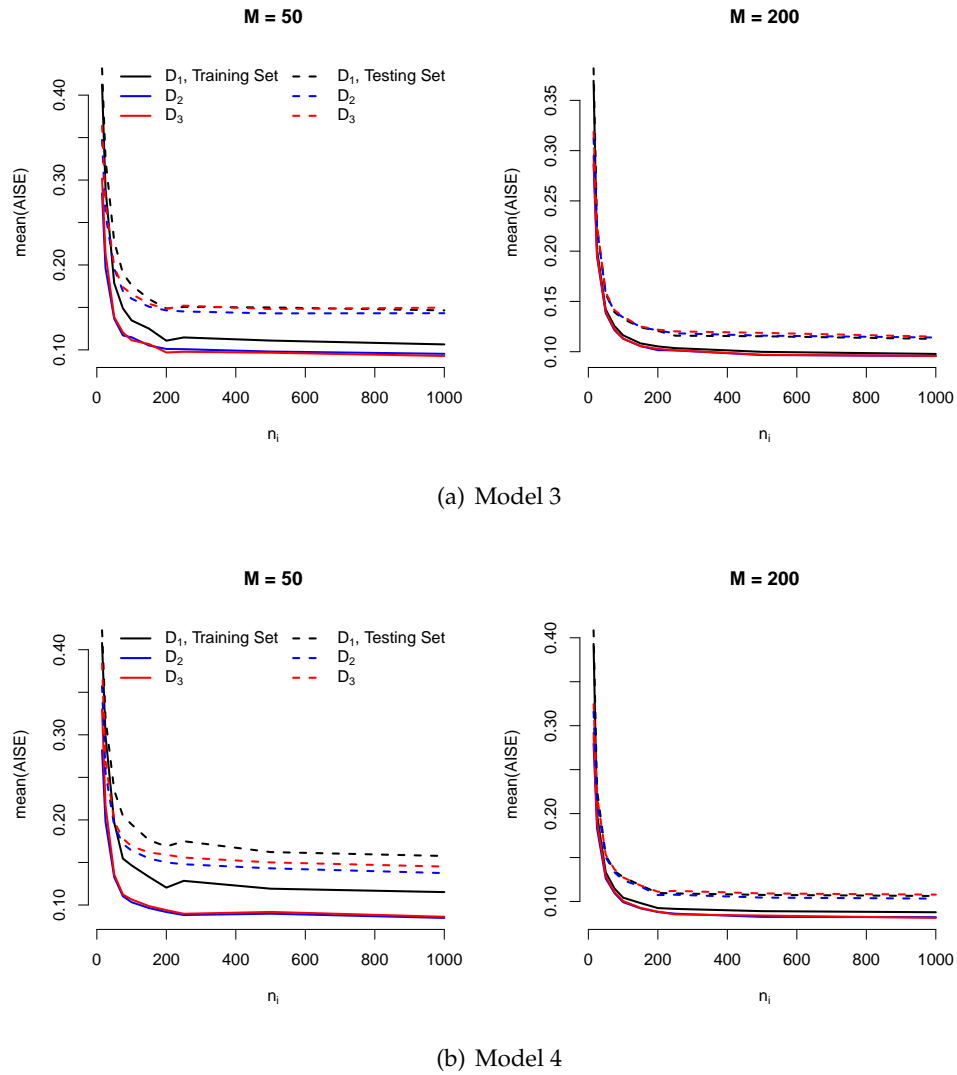 M = 50
M = 200
D1, Training Set
D2
D3
D1, Testing Set
D2
D3
mean(AISE)
0.10
0.20
0.30
0.40
0
200
400
600
800
1000
ni
mean(AISE)
0.10
0.15
0.20
0.25
0.30
0.35
0
200
400
600
800
1000
ni
(a) Model 3
M = 50
M = 200
D1, Training Set
D2
D3
D1, Testing Set
D2
D3
mean(AISE)
0.10
0.20
0.30
0.40
0
200
400
600
800
1000
ni
mean(AISE)
0.10
0.20
0.30
0.40
0
200
400
600
800
1000
ni
(b) Model 4